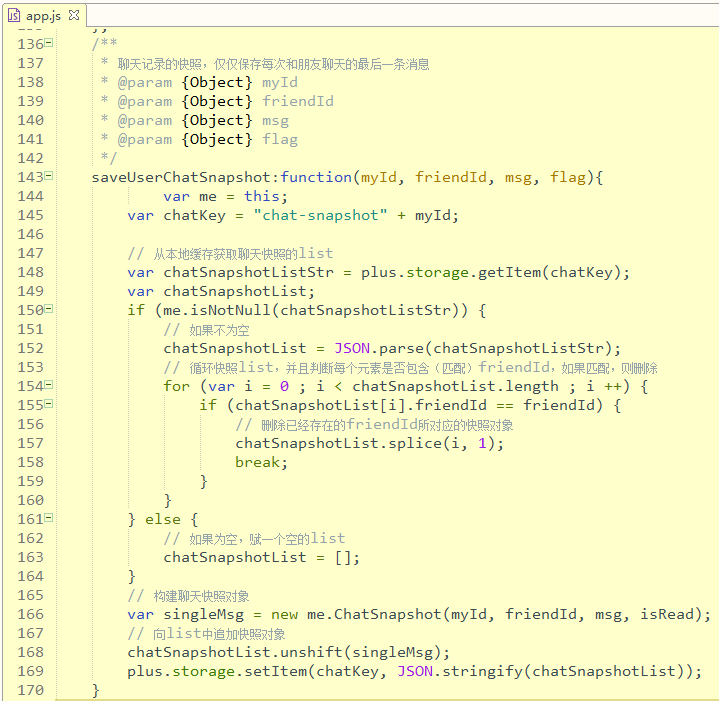 app.js
136 /**
137 * 聊天记录的快照，仅仅保存每次和朋友聊天的最后一条消息
138 * @param {Object} myId
139 * @param {Object} friendId
140 * @param {Object} msg
141 * @param {Object} flag
142 */
143 saveUserChatSnapshot:function(myId, friendId, msg, flag){
144 var me = this;
145 var chatKey = "chat-snapshot" + myId;
146
147 // 从本地缓存获取聊天快照的list
148 var chatSnapshotListStr = plus.storage.getItem(chatKey);
149 var chatSnapshotList;
150 if (me.isNotNull(chatSnapshotListStr)) {
151 // 如果不为空
152 chatSnapshotList = JSON.parse(chatSnapshotListStr);
153 // 循环快照list，并且判断每个元素是否包含（匹配）friendId，如果匹配，则删除
154 for (var i = 0 ; i < chatSnapshotList.length ; i ++) {
155 if (chatSnapshotList[i].friendId == friendId) {
156 // 删除已经存在的friendId所对应的快照对象
157 chatSnapshotList.splice(i, 1);
158 break;
159 }
160 }
161 } else {
162 // 如果为空，赋一个空的list
163 chatSnapshotList = [];
164 }
165 // 构建聊天快照对象
166 var singleMsg = new me.ChatSnapshot(myId, friendId, msg, isRead);
167 // 向list中追加快照对象
168 chatSnapshotList.unshift(singleMsg);
169 plus.storage.setItem(chatKey, JSON.stringify(chatSnapshotList));
170 }